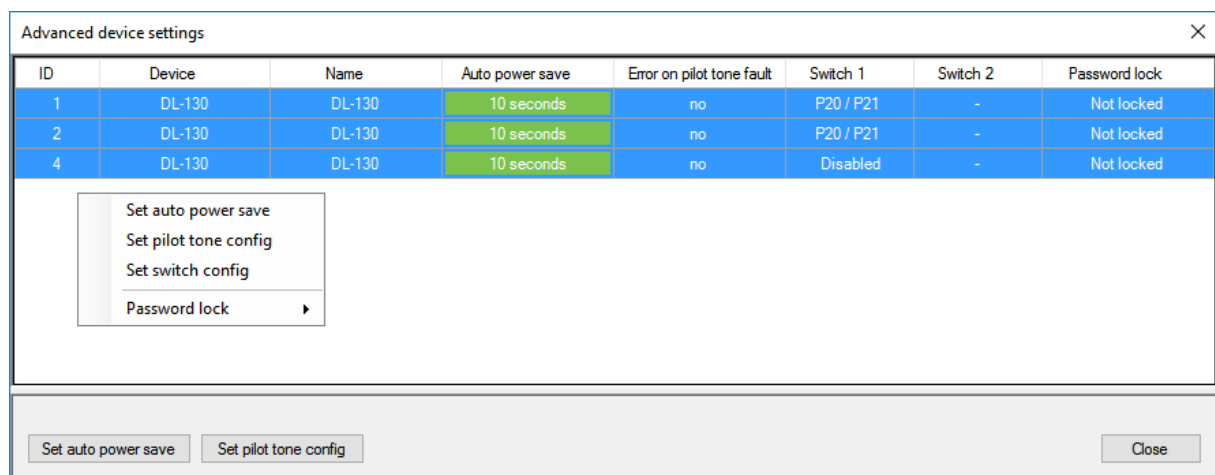 Advanced device settings
ID Device Name Auto power save Error on pilot tone fault Switch 1 Switch 2 Password lock
1 DL-130 DL-130 10 seconds no P20 / P21 - Not locked
2 DL-130 DL-130 10 seconds no P20 / P21 - Not locked
4 DL-130 DL-130 10 seconds no Disabled - Not locked
Set auto power save
Set pilot tone config
Set switch config
Password lock
Set auto power save Set pilot tone config Close